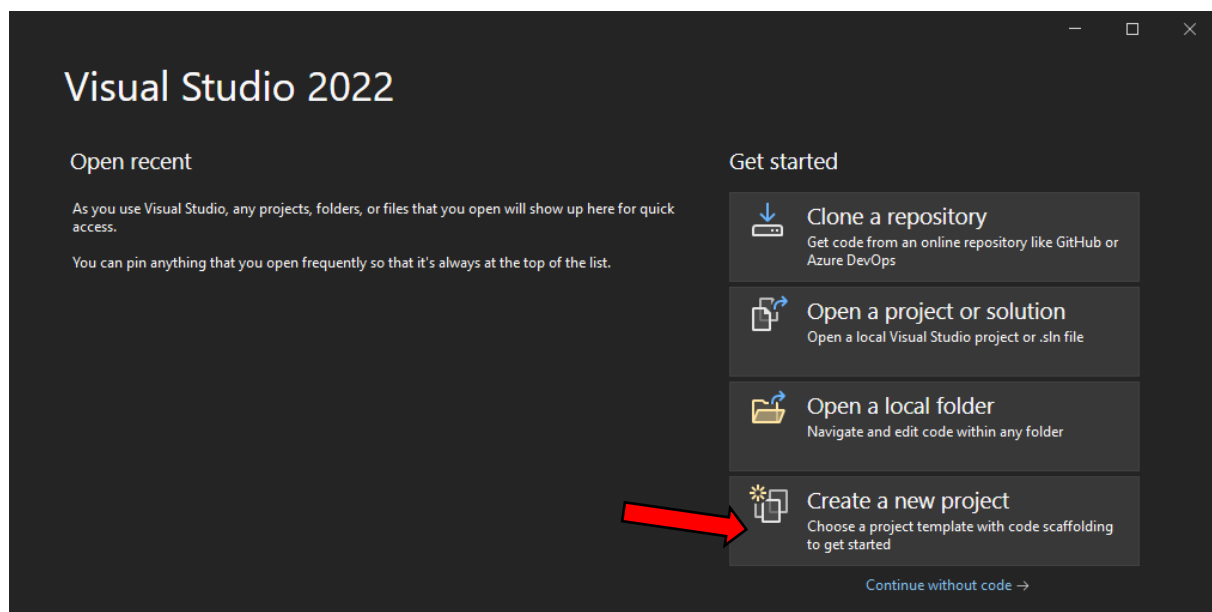 Visual Studio 2022
Open recent
As you use Visual Studio, any projects, folders, or files that you open will show up here for quick
access.
You can pin anything that you open frequently so that it's always at the top of the list.
Get started
Clone a repository
Get code from an online repository like GitHub or
Azure DevOps
Open a project or solution
Open a local Visual Studio project or .sln file
Open a local folder
Navigate and edit code within any folder
Create a new project
Choose a project template with code scaffolding
to get started
Continue without code →